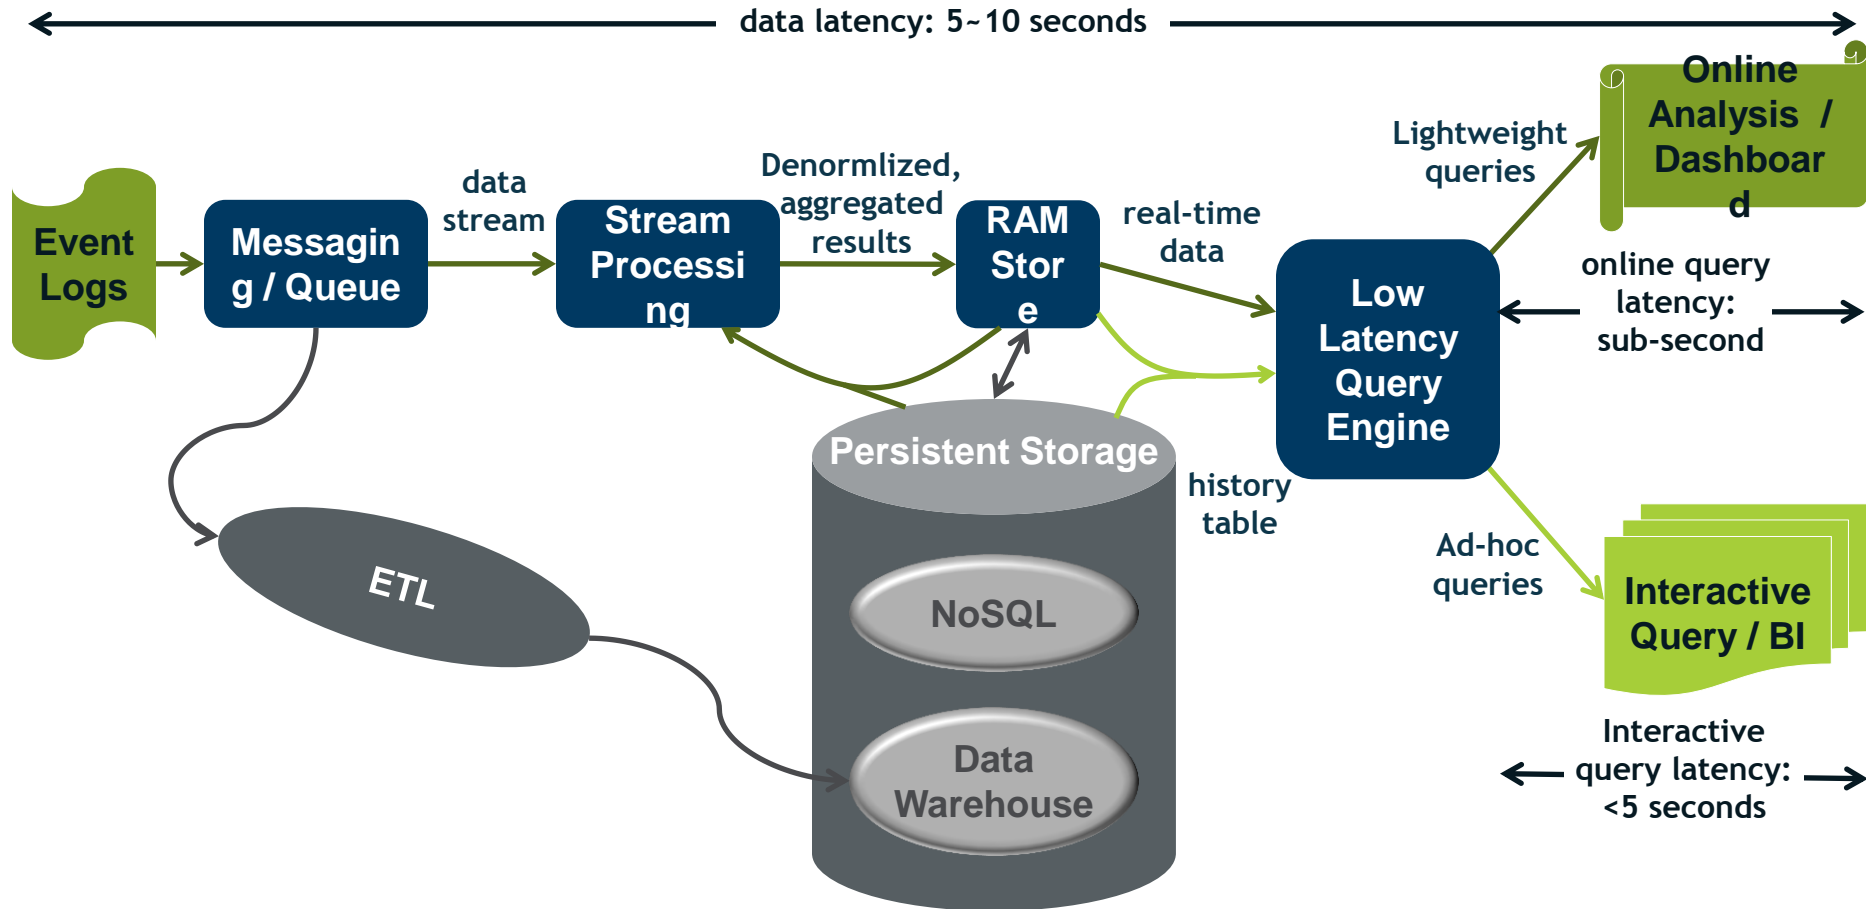 data latency: 5~10 seconds
Online
Analysis /
Dashboar
d
Lightweight
queries
Event
Logs
Messagin
g / Queue
data
stream
Stream
Processi
ng
Denormlized,
aggregated
results
RAM
Stor
e
real-time
data
Low
Latency
Query
Engine
online query
latency:
sub-second
Persistent Storage
history
table
ETL
NoSQL
Data
Warehouse
Ad-hoc
queries
Interactive
Query / BI
Interactive
query latency:
<5 seconds